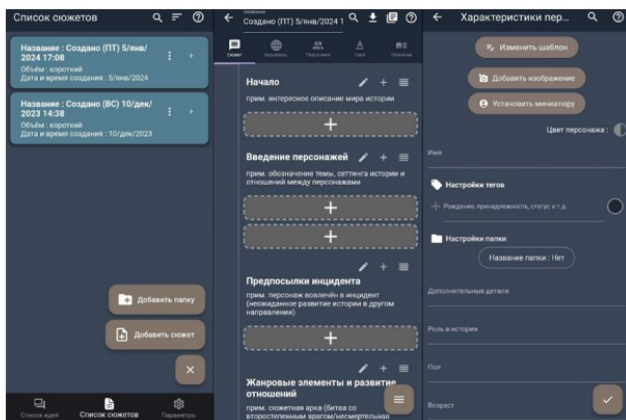 Список сюжетов
Название : Создано (ПТ) 5/янв/
2024 17:08
Объём : короткий
Дата и время создания : 5/янв/2024
Название : Создано (ВС) 10/дек/
2023 14:38
Объём : короткий
Дата и время создания : 10/дек/2023
Добавить папку
Добавить сюжет
Список идей
Список сюжетов
Параметры
Название
Создано (ПТ) 5/янв/2024 1
Сюжет
Персонажи
Тема
Описание
Начало
прим. интересное описание мира истории
Введение персонажей
прим. обозначение темы, сеттинга истории и
отношений между персонажами
Предпосылки инцидента
прим. персонаж вовлечён в инцидент
(неожиданное развитие истории в другом
направлении)
Жанровые элементы и развитие
отношений
прим. сюжетная арка (битва со
второстепенным врагом/несмертельная
Характеристики пер...
Изменить шаблон
Добавить изображение
Установить миниатюру
Цвет персонажа :
Имя
Настройки тегов
Рождение, принадлежность, статус и т.д.
Настройки папки
Название папки : Нет
Дополнительные детали
Роль в истории
Пол
Возраст